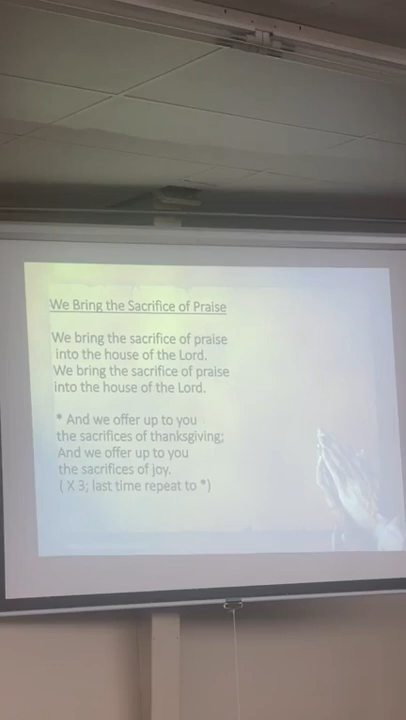 We Bring the Sacrifice of Praise
We bring the sacrifice of praise
into the house of the Lord.
We bring the sacrifice of praise
into the house of the Lord.
* And we offer up to you
the sacrifices of thanksgiving;
And we offer up to you
the sacrifices of joy.
( X 3; last time repeat to *)